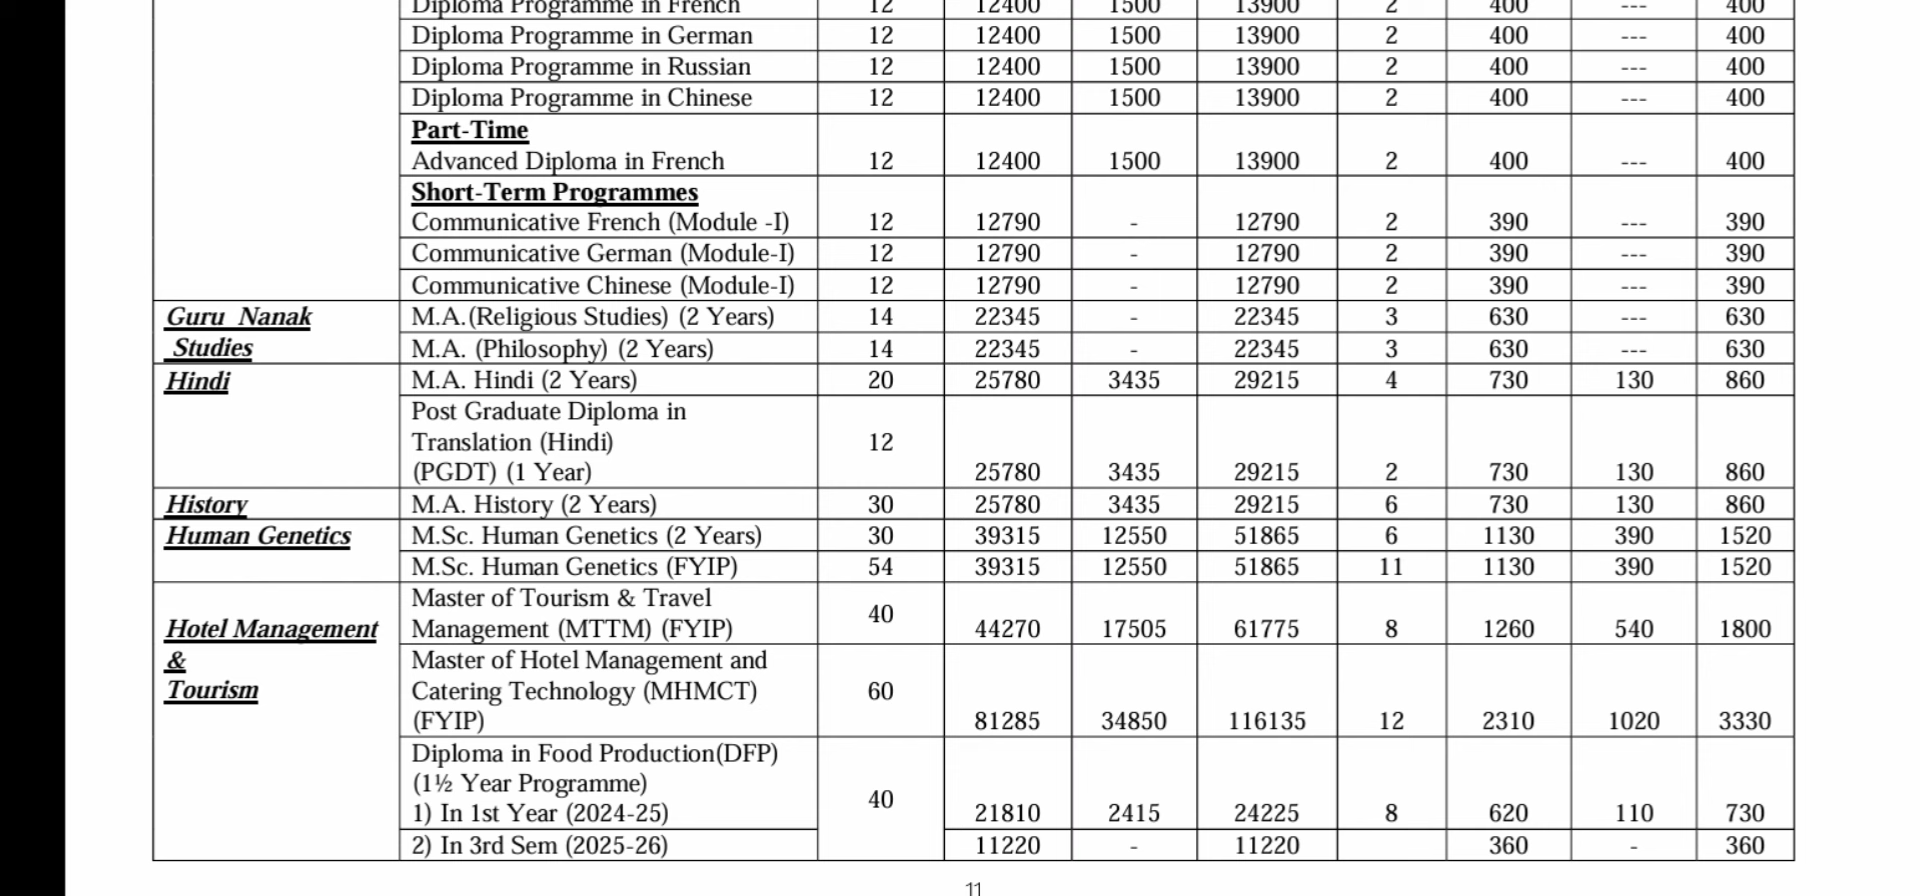 Diploma Programme in French 12 12400 1500 13900 2 400 --- 400
Diploma Programme in German 12 12400 1500 13900 2 400 --- 400
Diploma Programme in Russian 12 12400 1500 13900 2 400 --- 400
Diploma Programme in Chinese 12 12400 1500 13900 2 400 --- 400
Part-Time
Advanced Diploma in French 12 12400 1500 13900 2 400 --- 400
Short-Term Programmes
Communicative French (Module -I) 12 12790 - 12790 2 390 --- 390
Communicative German (Module-I) 12 12790 - 12790 2 390 --- 390
Communicative Chinese (Module-I) 12 12790 - 12790 2 390 --- 390
Guru Nanak M.A.(Religious Studies) (2 Years) 14 22345 - 22345 3 630 --- 630
Studies M.A. (Philosophy) (2 Years) 14 22345 - 22345 3 630 --- 630
Hindi M.A. Hindi (2 Years) 20 25780 3435 29215 4 730 130 860
Post Graduate Diploma in
Translation (Hindi) 12
(PGDT) (1 Year) 25780 3435 29215 2 730 130 860
History M.A. History (2 Years) 30 25780 3435 29215 6 730 130 860
Human Genetics M.Sc. Human Genetics (2 Years) 30 39315 12550 51865 6 1130 390 1520
M.Sc. Human Genetics (FYIP) 54 39315 12550 51865 11 1130 390 1520
Master of Tourism & Travel 40
Hotel Management Management (MTTM) (FYIP) 44270 17505 61775 8 1260 540 1800
& Master of Hotel Management and
Tourism Catering Technology (MHMCT) 60
(FYIP) 81285 34850 116135 12 2310 1020 3330
Diploma in Food Production(DFP)
(1½ Year Programme) 40
1) In 1st Year (2024-25) 21810 2415 24225 8 620 110 730
2) In 3rd Sem (2025-26) 11220 - 11220 360 - 360
11